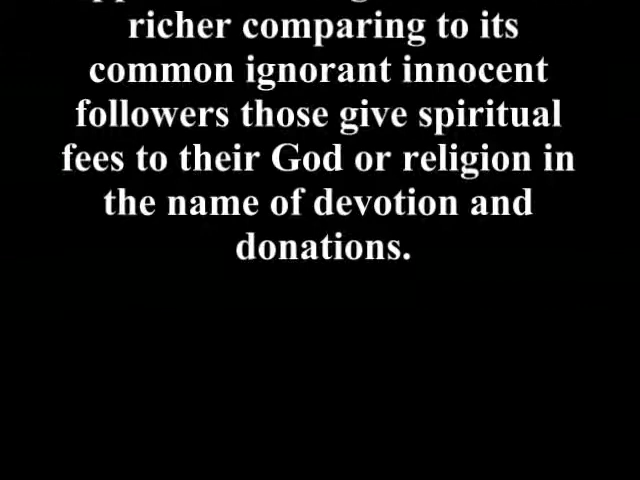 richer comparing to its
common ignorant innocent
followers those give spiritual
fees to their God or religion in
the name of devotion and
donations.